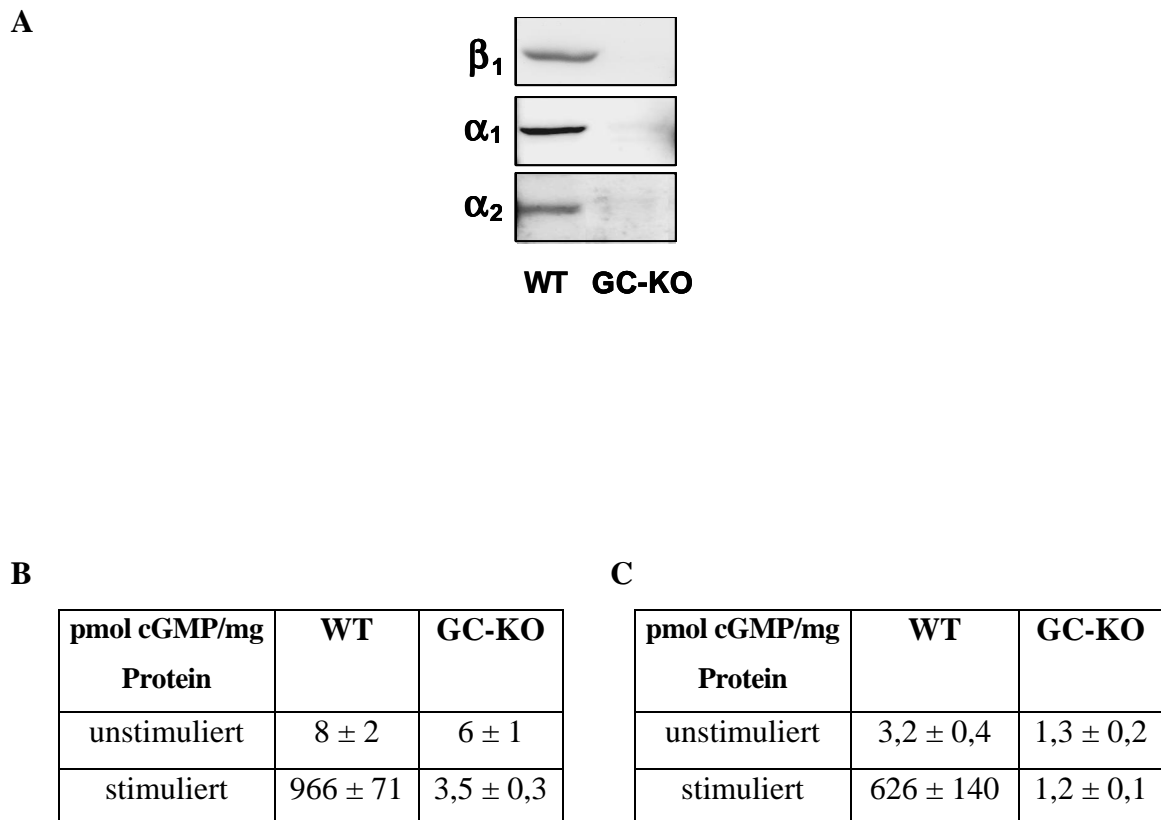 A
β₁
α₁
α₂
WT GC-KO
B
C
pmol cGMP/mg Protein WT GC-KO
unstimuliert 8 ± 2 6 ± 1
stimuliert 966 ± 71 3,5 ± 0,3
pmol cGMP/mg Protein WT GC-KO
unstimuliert 3,2 ± 0,4 1,3 ± 0,2
stimuliert 626 ± 140 1,2 ± 0,1